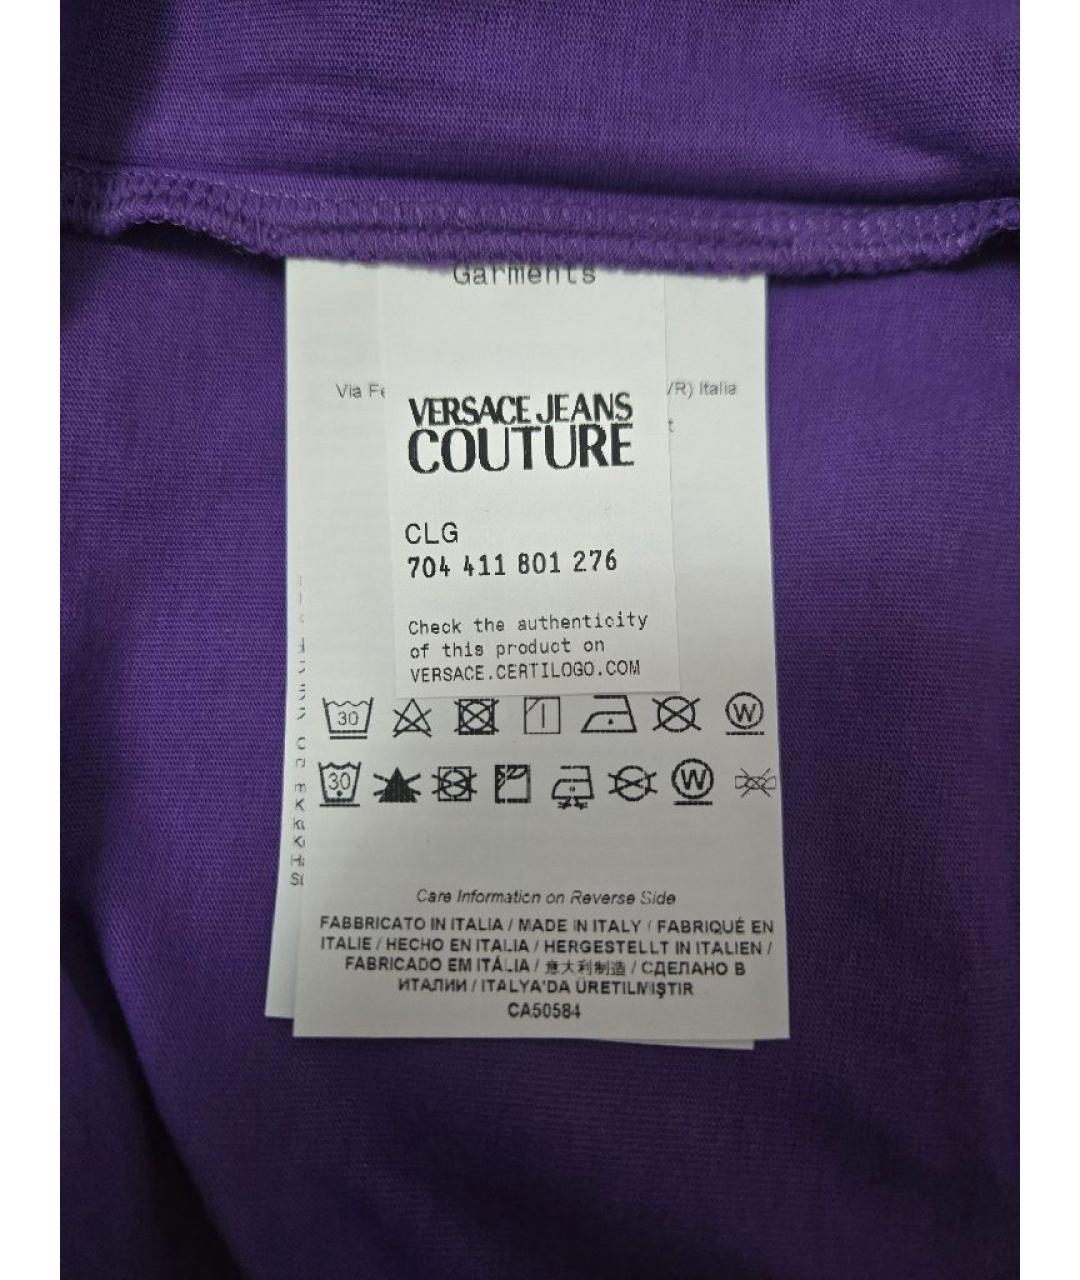 Garments
Via Fe /R) Italia
VERSACE JEANS
COUTURE
CLG
704 411 801 276
Check the authenticity
of this product on
VERSACE.CERTILOGO.COM
30 W
30 W
Care Information on Reverse Side
FABBRICATO IN ITALIA / MADE IN ITALY / FABRIQUÉ EN
ITALIE / HECHO EN ITALIA / HERGESTELLT IN ITALIEN /
FABRICADO EM ITÁLIA / 意大利制造 / СДЕЛАНО В
ИТАЛИИ / ITALYA'DA ÜRETILMIŞTIR
CA50584